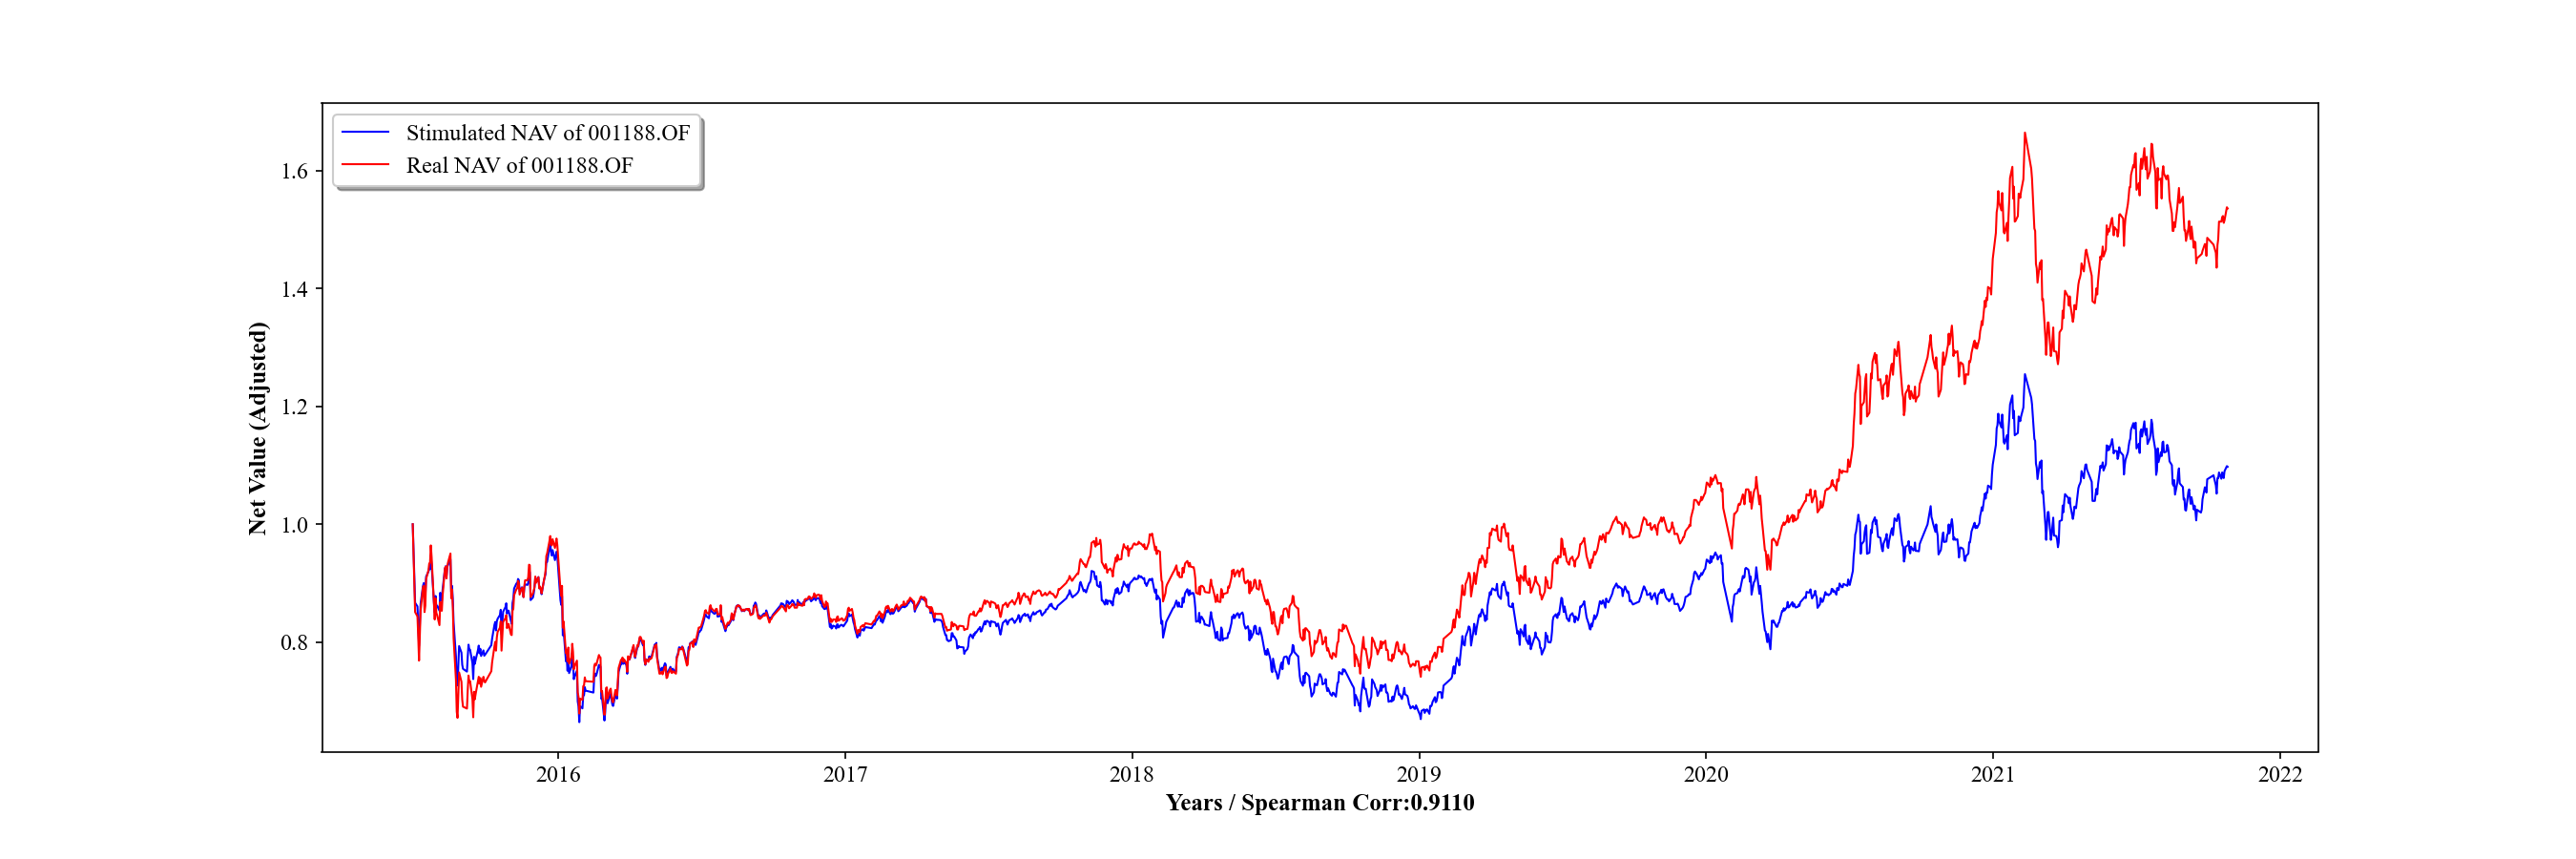 Stimulated NAV of 001188.OF
Real NAV of 001188.OF
Net Value (Adjusted)
1.6
1.4
1.2
1.0
0.8
2016 2017 2018 2019 2020 2021 2022
Years / Spearman Corr:0.9110